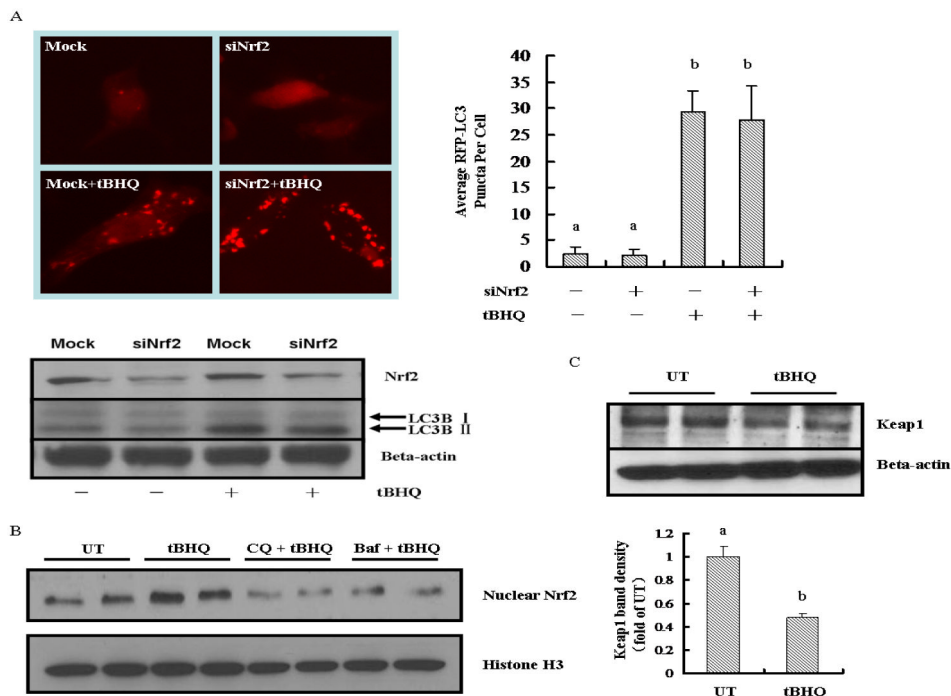 A
Mock
siNrf2
Mock+tBHQ
siNrf2+tBHQ
Average RFP-LC3
Puncta Per Cell
40
35
30
25
20
15
10
5
0
a
a
b
b
siNrf2
— + — +
tBHQ
— — + +
Mock siNrf2 Mock siNrf2
Nrf2
LC3B Ⅰ
LC3B Ⅱ
Beta-actin
— — + +
tBHQ
C
UT tBHQ
Keap1
Beta-actin
B
UT tBHQ CQ + tBHQ Baf + tBHQ
Nuclear Nrf2
Histone H3
Keap1 band density
(fold of UT)
1.2
1
0.8
0.6
0.4
0.2
0
a
b
UT tBHQ